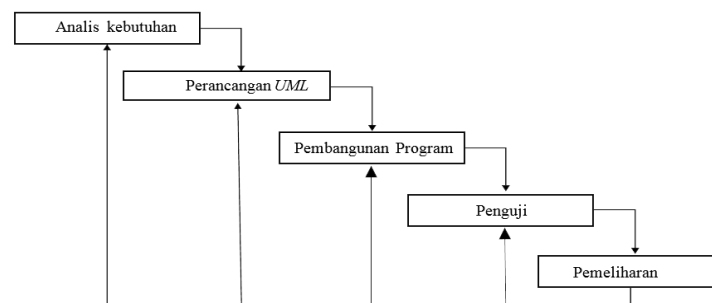 Analis kebutuhan
Perancangan UML
Pembangunan Program
Penguji
Pemeliharan